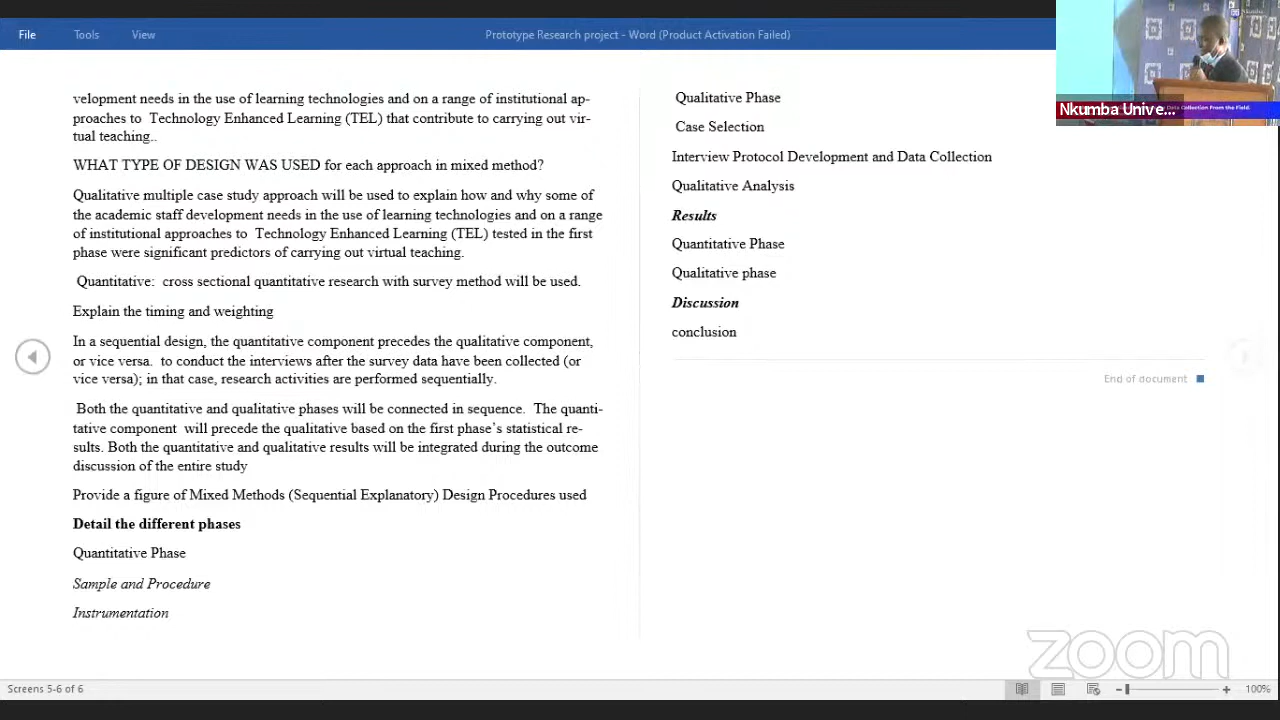 File Tools View Prototype Research project - Word (Product Activation Failed)
Nkumba Unive...
Data Collection From the Field.
velopment needs in the use of learning technologies and on a range of institutional ap-
proaches to Technology Enhanced Learning (TEL) that contribute to carrying out vir-
tual teaching..
WHAT TYPE OF DESIGN WAS USED for each approach in mixed method?
Qualitative multiple case study approach will be used to explain how and why some of
the academic staff development needs in the use of learning technologies and on a range
of institutional approaches to Technology Enhanced Learning (TEL) tested in the first
phase were significant predictors of carrying out virtual teaching.
Quantitative: cross sectional quantitative research with survey method will be used.
Explain the timing and weighting
In a sequential design, the quantitative component precedes the qualitative component,
or vice versa. to conduct the interviews after the survey data have been collected (or
vice versa); in that case, research activities are performed sequentially.
Both the quantitative and qualitative phases will be connected in sequence. The quanti-
tative component will precede the qualitative based on the first phase's statistical re-
sults. Both the quantitative and qualitative results will be integrated during the outcome
discussion of the entire study
Provide a figure of Mixed Methods (Sequential Explanatory) Design Procedures used
Detail the different phases
Quantitative Phase
Sample and Procedure
Instrumentation
Qualitative Phase
Case Selection
Interview Protocol Development and Data Collection
Qualitative Analysis
Results
Quantitative Phase
Qualitative phase
Discussion
conclusion
End of document
zoom
Screens 5-6 of 6
100%